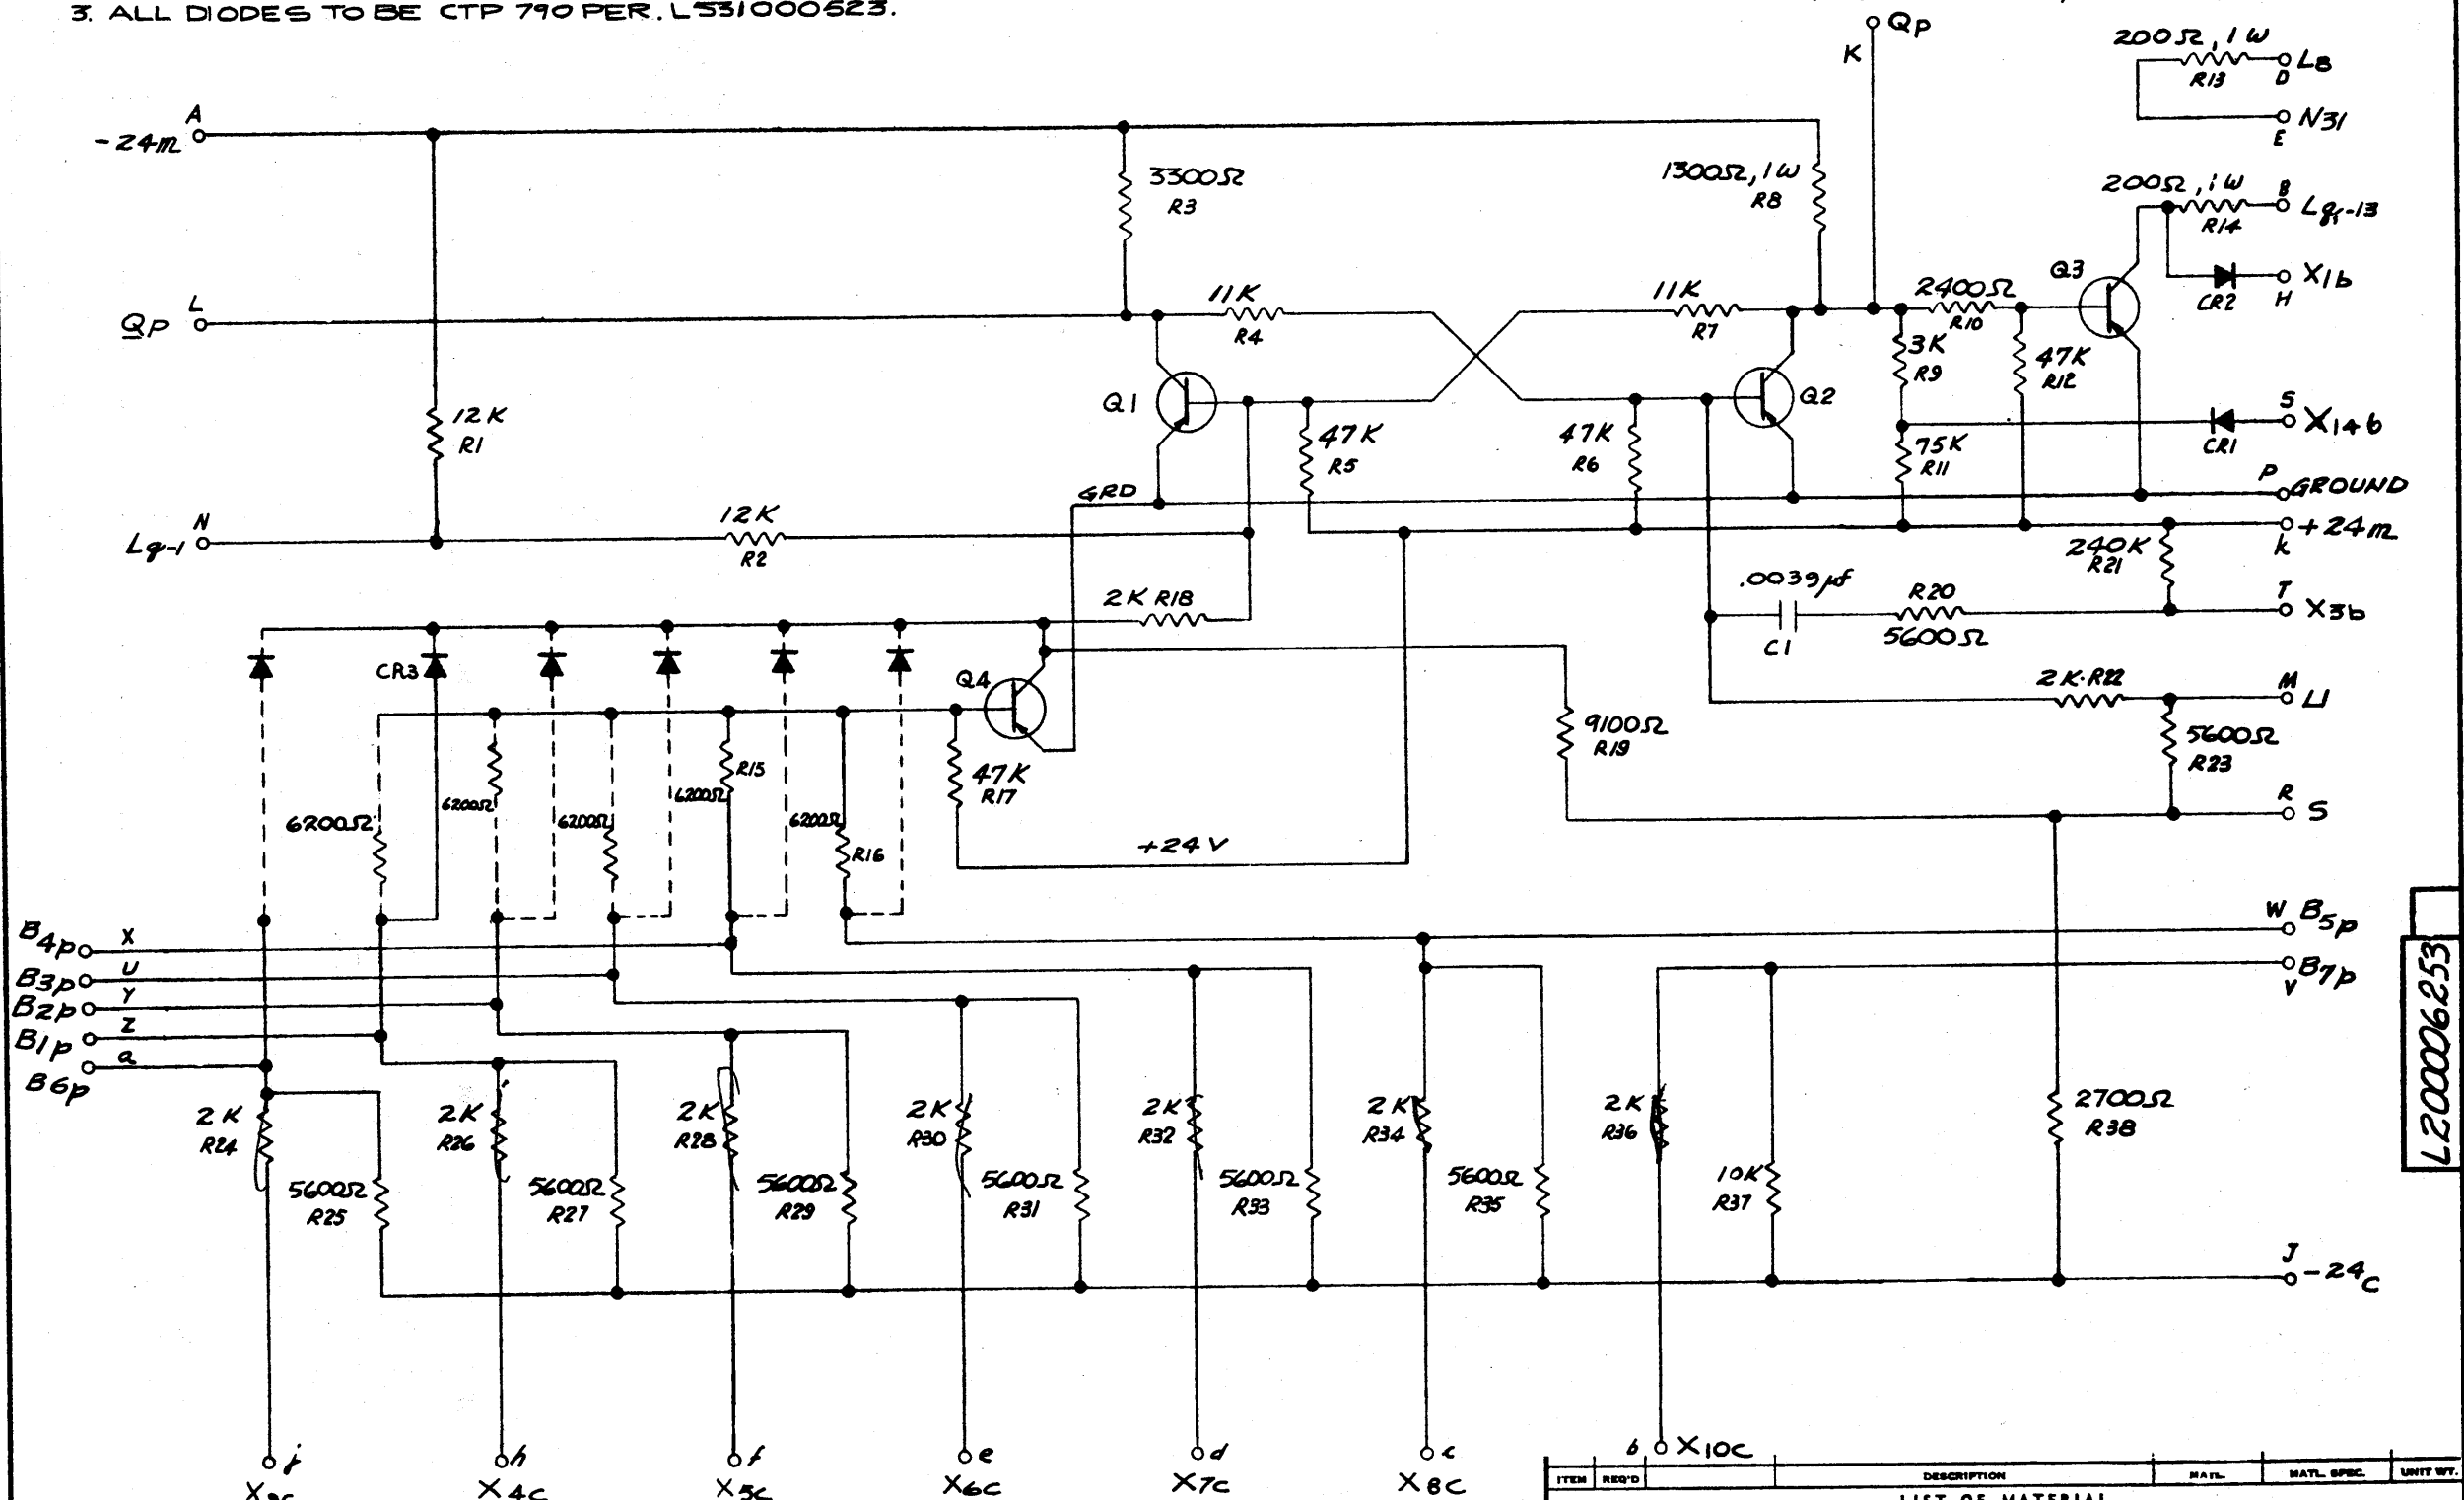 3. ALL DIODES TO BE CTP 790 PER. L531000523.
Qp
K
200Ω, 1W
R13
L8
D
N31
E
A
-24m
3300Ω
R3
1300Ω, 1W
R8
200Ω, 1W
R14
B
Lq-13
CR2
X1b
H
Q3
L
Qp
11K
R4
11K
R7
2400Ω
R10
3K
R9
47K
R12
Q1
Q2
12K
R1
47K
R5
47K
R6
75K
R11
CR1
S
X14b
GRD
P
GROUND
N
Lq-1
12K
R2
+24m
k
240K
R21
2K R18
.0039µf
C1
R20
5600Ω
T
X3b
CR3
Q4
2K R22
M
L1
9100Ω
R19
5600Ω
R23
R15
47K
R17
6200Ω
6200Ω
6200Ω
6200Ω
6200Ω
R16
+24V
R
S
B4p
X
W
B5p
B3p
U
B7p
V
B2p
Y
B1p
Z
B6p
a
L200006253
2K
R24
2K
R26
2K
R28
2K
R30
2K
R32
2K
R34
2K
R36
2700Ω
R38
5600Ω
R25
5600Ω
R27
5600Ω
R29
5600Ω
R31
5600Ω
R33
5600Ω
R35
10K
R37
J
-24c
j
h
X4c
f
X5c
e
X6c
d
X7c
c
X8c
b
X10c
ITEM REQ'D DESCRIPTION MATL. MATL. SPEC. UNIT WT.
LIST OF MATERIAL